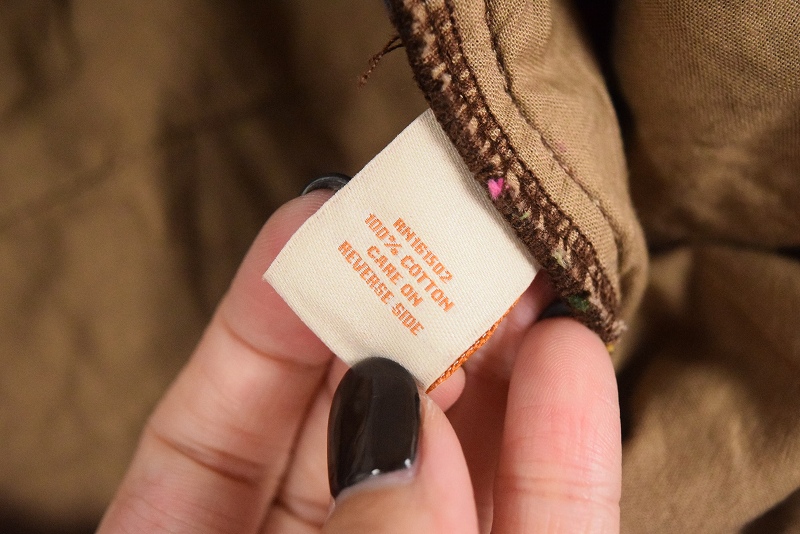 RN161502
100% COTTON
CARE ON
REVERSE SIDE